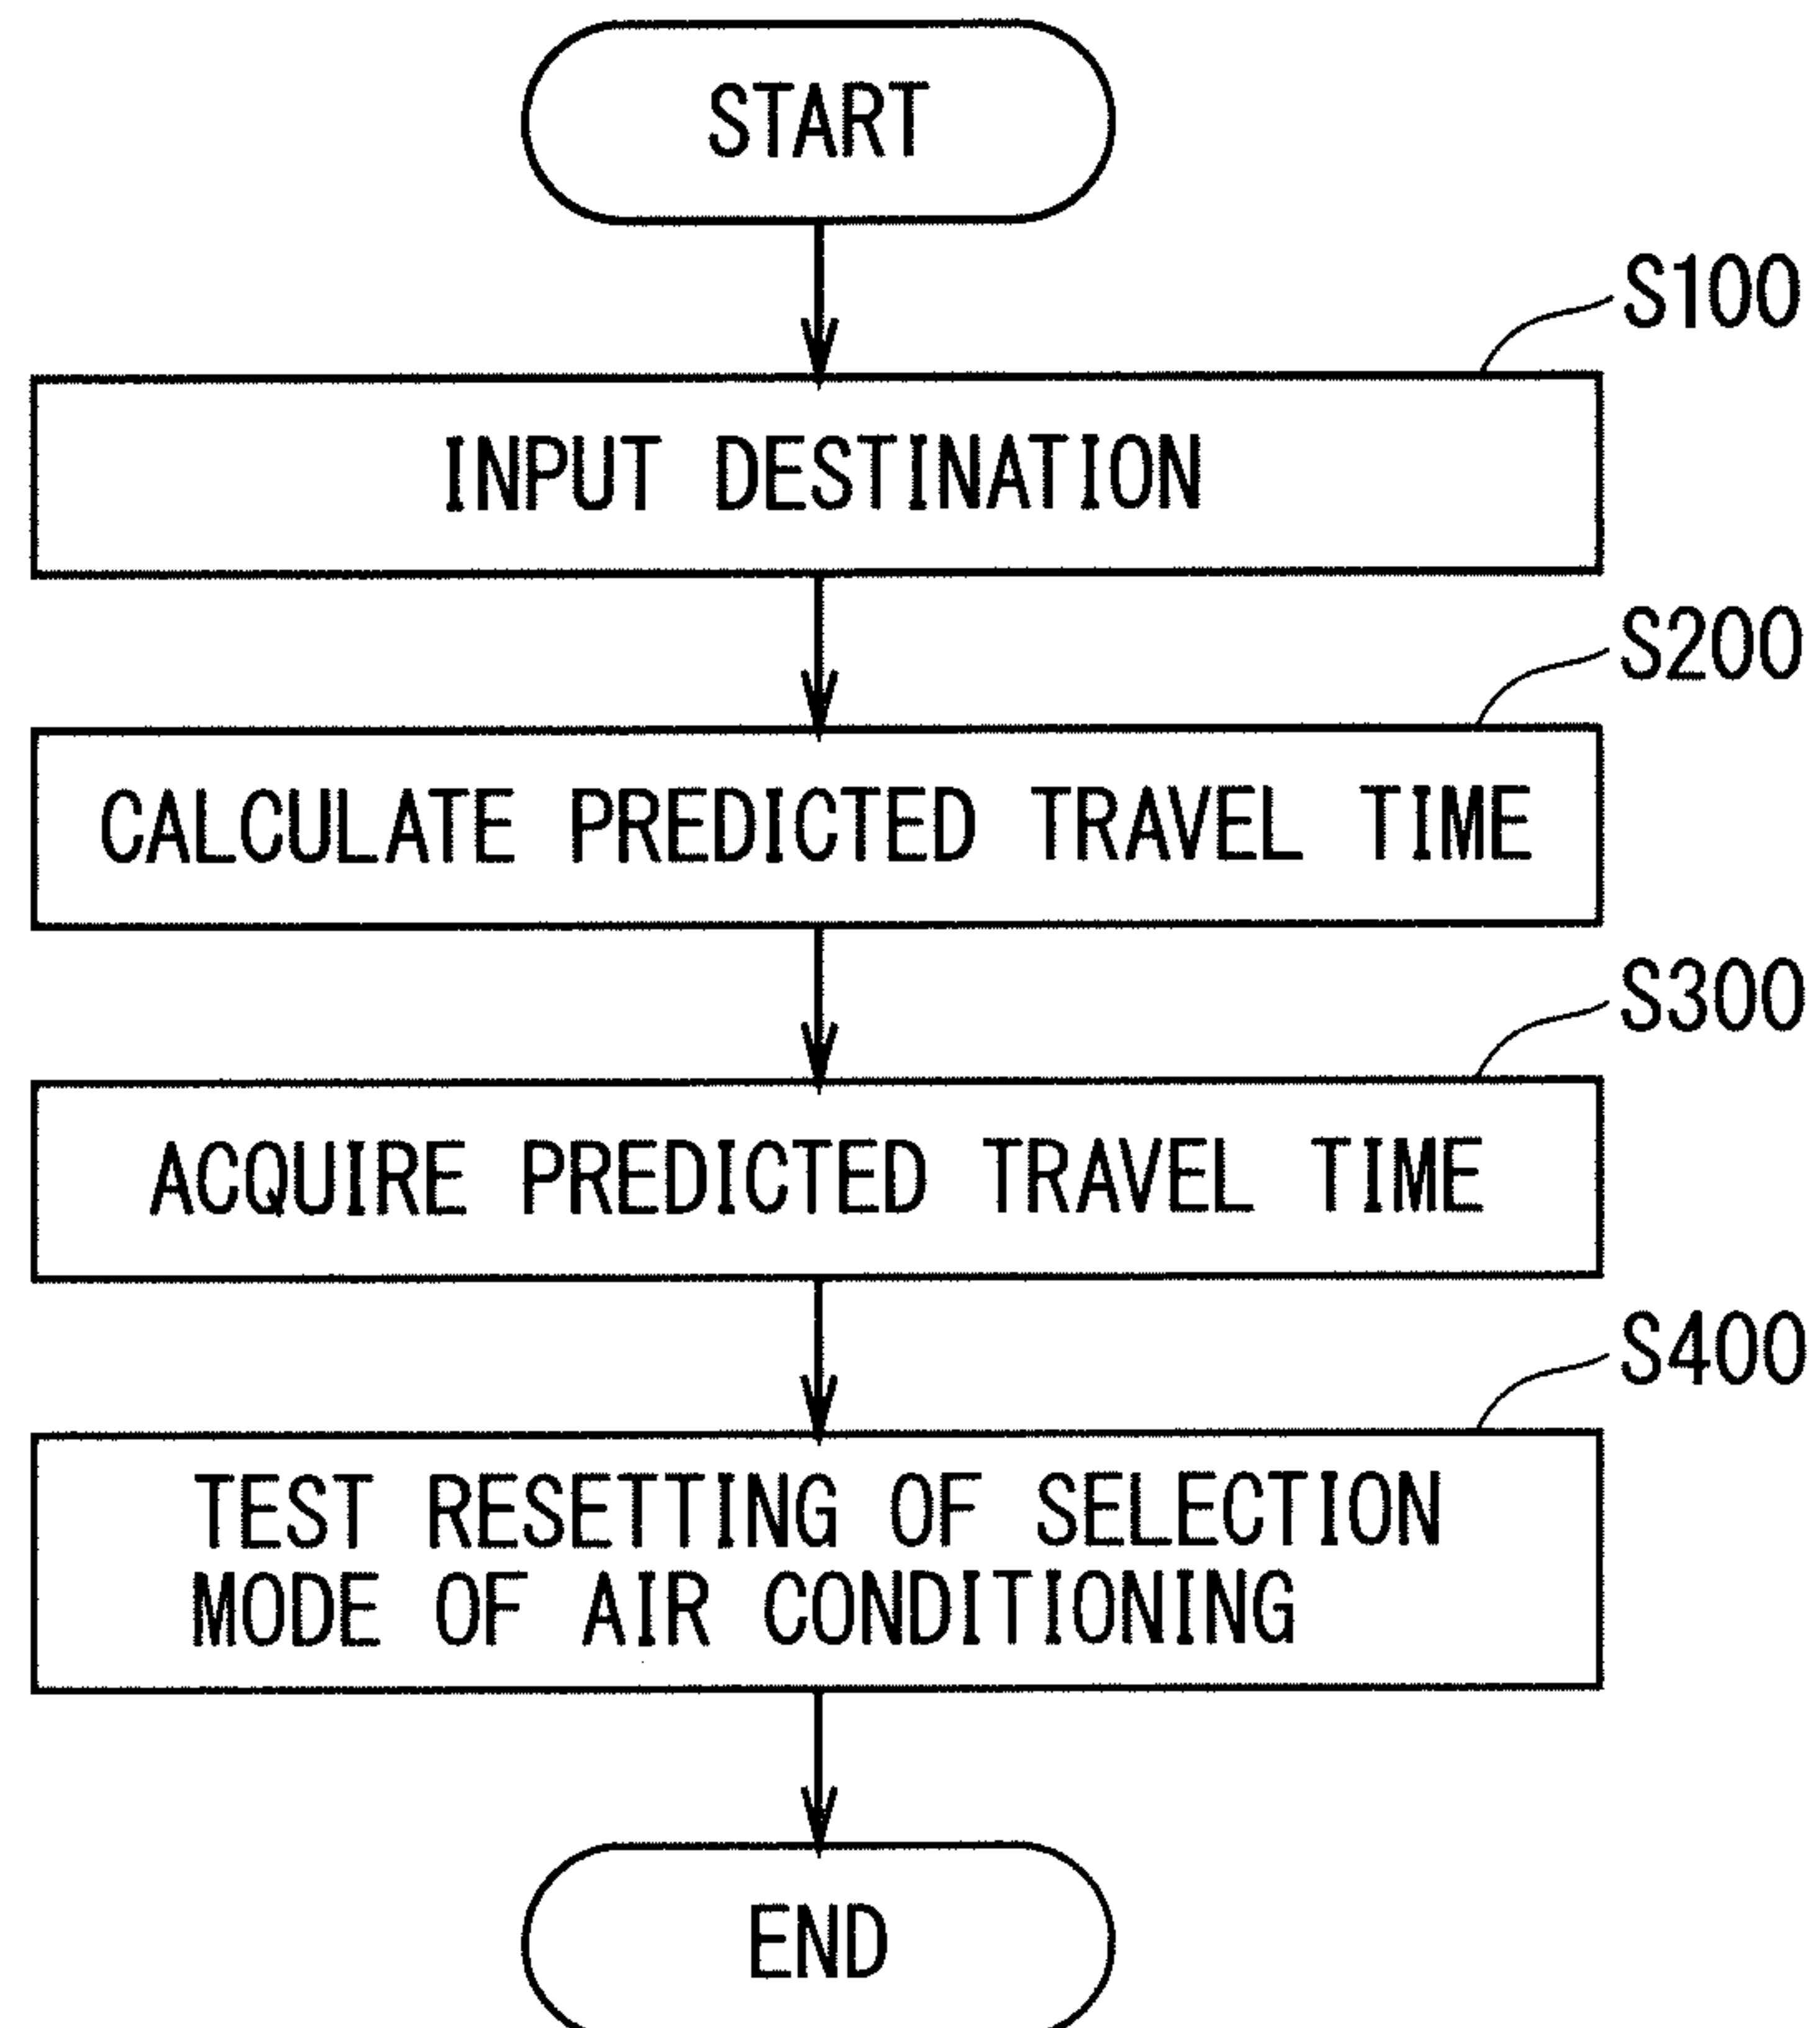 START
S100
INPUT DESTINATION
S200
CALCULATE PREDICTED TRAVEL TIME
S300
ACQUIRE PREDICTED TRAVEL TIME
S400
TEST RESETTING OF SELECTION
MODE OF AIR CONDITIONING
END